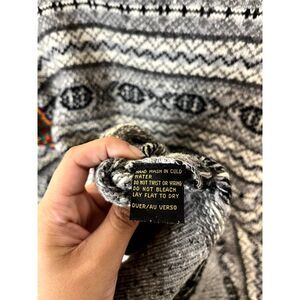 HAND WASH IN COLD
WATER
DO NOT TWIST OR WRING
DO NOT BLEACH
LAY FLAT TO DRY
OVER/AU VERSO